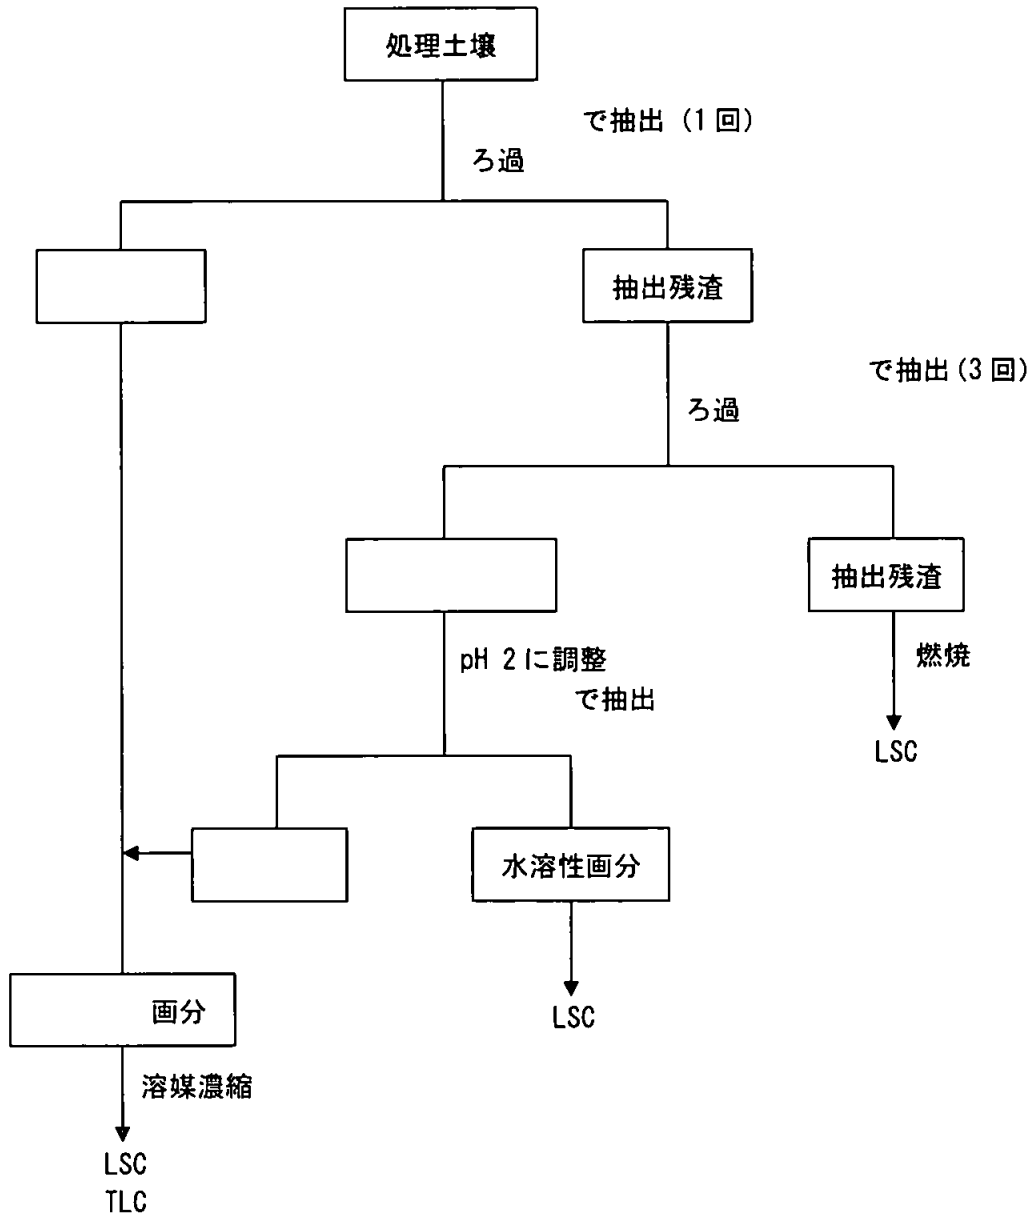 処理土壌
で抽出 (1回)
ろ過
抽出残渣
で抽出(3回)
ろ過
抽出残渣
pH 2に調整
で抽出
燃焼
LSC
水溶性画分
LSC
画分
溶媒濃縮
LSC
TLC